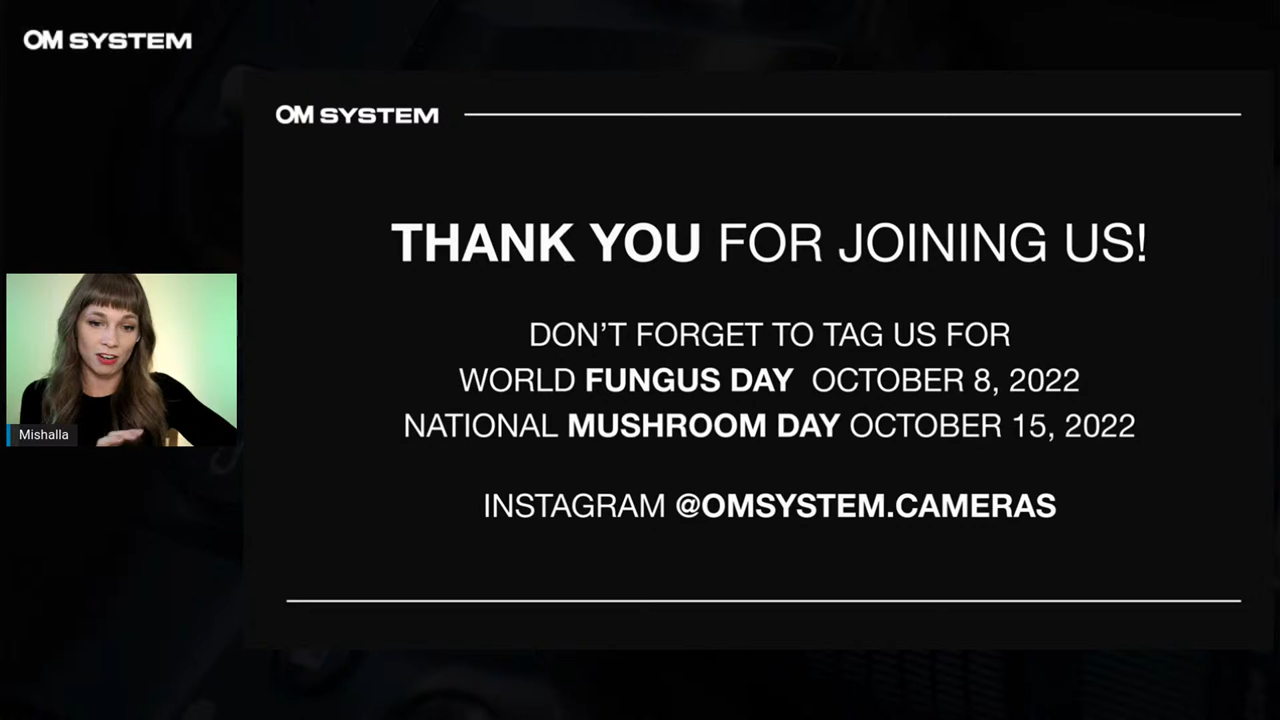 OM SYSTEM
OM SYSTEM
THANK YOU FOR JOINING US!
DON'T FORGET TO TAG US FOR
WORLD FUNGUS DAY OCTOBER 8, 2022
NATIONAL MUSHROOM DAY OCTOBER 15, 2022
INSTAGRAM @OMSYSTEM.CAMERAS
Mishalla